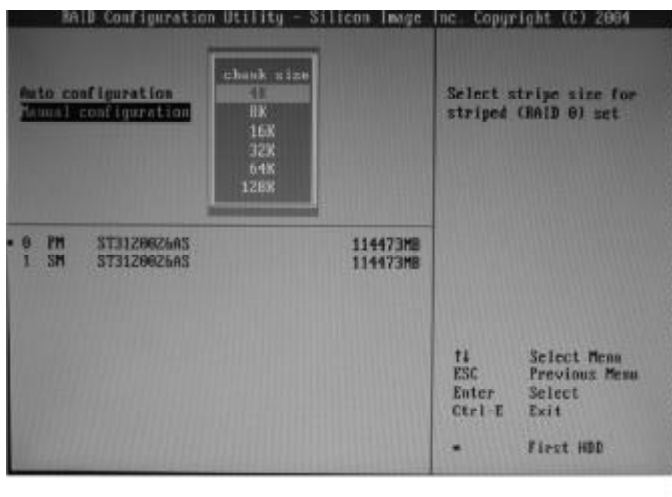 RAID Configuration Utility - Silicon Image Inc. Copyright (C) 2004
Auto configuration
Manual configuration
chunk size
4K
8K
16K
32K
64K
128K
Select stripe size for
striped (RAID 0) set
* 0 PM ST3120026AS 114473MB
1 SM ST3120026AS 114473MB
↑↓ Select Menu
ESC Previous Menu
Enter Select
Ctrl-E Exit
* First HDD